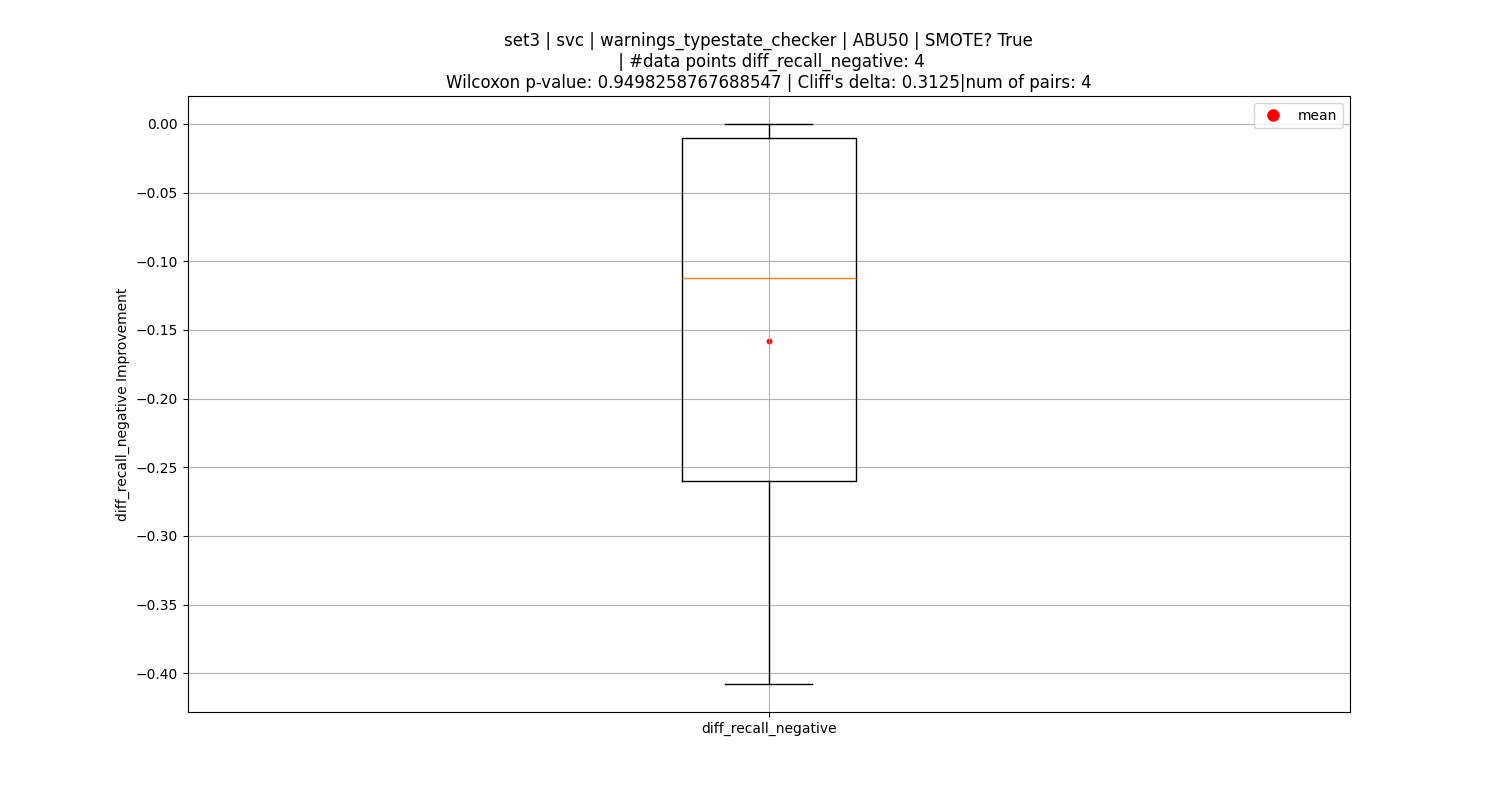 set3 | svc | warnings_typestate_checker | ABU50 | SMOTE? True
| #data points diff_recall_negative: 4
Wilcoxon p-value: 0.9498258767688547 | Cliff's delta: 0.3125|num of pairs: 4
mean
0.00
−0.05
−0.10
−0.15
−0.20
−0.25
−0.30
−0.35
−0.40
diff_recall_negative Improvement
diff_recall_negative